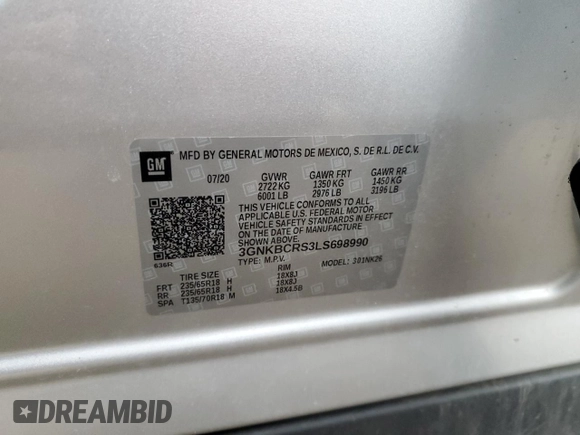 GM
MFD BY GENERAL MOTORS DE MEXICO, S. DE R.L. DE C.V.
07/20 GVWR GAWR FRT GAWR RR
2722 KG 1350 KG 1450 KG
6001 LB 2976 LB 3196 LB
THIS VEHICLE CONFORMS TO ALL
APPLICABLE U.S. FEDERAL MOTOR
VEHICLE SAFETY STANDARDS IN EFFECT
ON THE DATE OF MANUFACTURE
SHOWN ABOVE.
3GNKBCRS3LS698990
636R TYPE: M.P.V. MODEL: 301NK26
TIRE SIZE RIM
FRT 235/65R18 H 18X8J
RR 235/65R18 H 18X8J
SPA T135/70R18 M 18X4.5B
DREAMBID